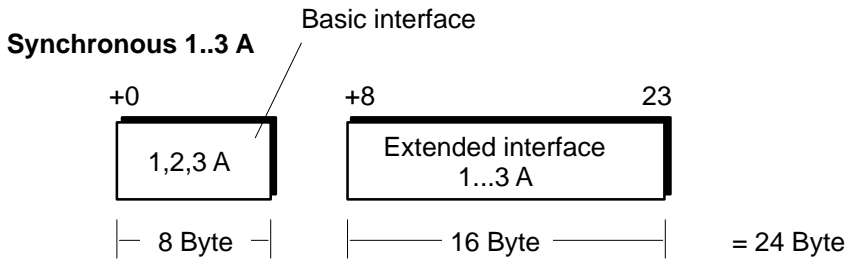 Basic interface
Synchronous 1..3 A
+0
+8
23
1,2,3 A
Extended interface
1...3 A
8 Byte
16 Byte
= 24 Byte